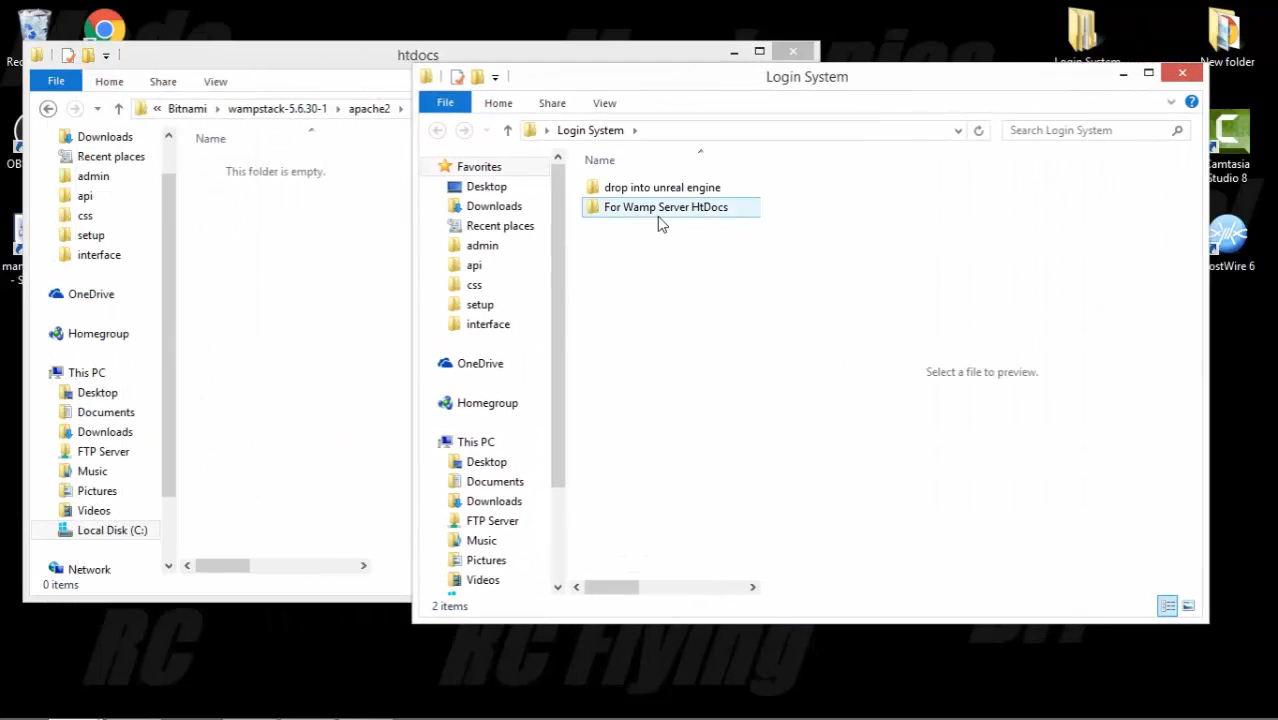 htdocs
File Home Share View
« Bitnami wampstack-5.6.30-1 apache2
Downloads
Recent places
admin
api
css
setup
interface
OneDrive
Homegroup
This PC
Desktop
Documents
Downloads
FTP Server
Music
Pictures
Videos
Local Disk (C:)
Network
0 items
Name
This folder is empty.
Login System
File Home Share View
Login System
Search Login System
Favorites
Desktop
Downloads
Recent places
admin
api
css
setup
interface
OneDrive
Homegroup
This PC
Desktop
Documents
Downloads
FTP Server
Music
Pictures
Videos
2 items
Name
drop into unreal engine
For Wamp Server HtDocs
Select a file to preview.
Login System
New folder
Camtasia
Studio 8
ostWire 6
RC
RC Flying